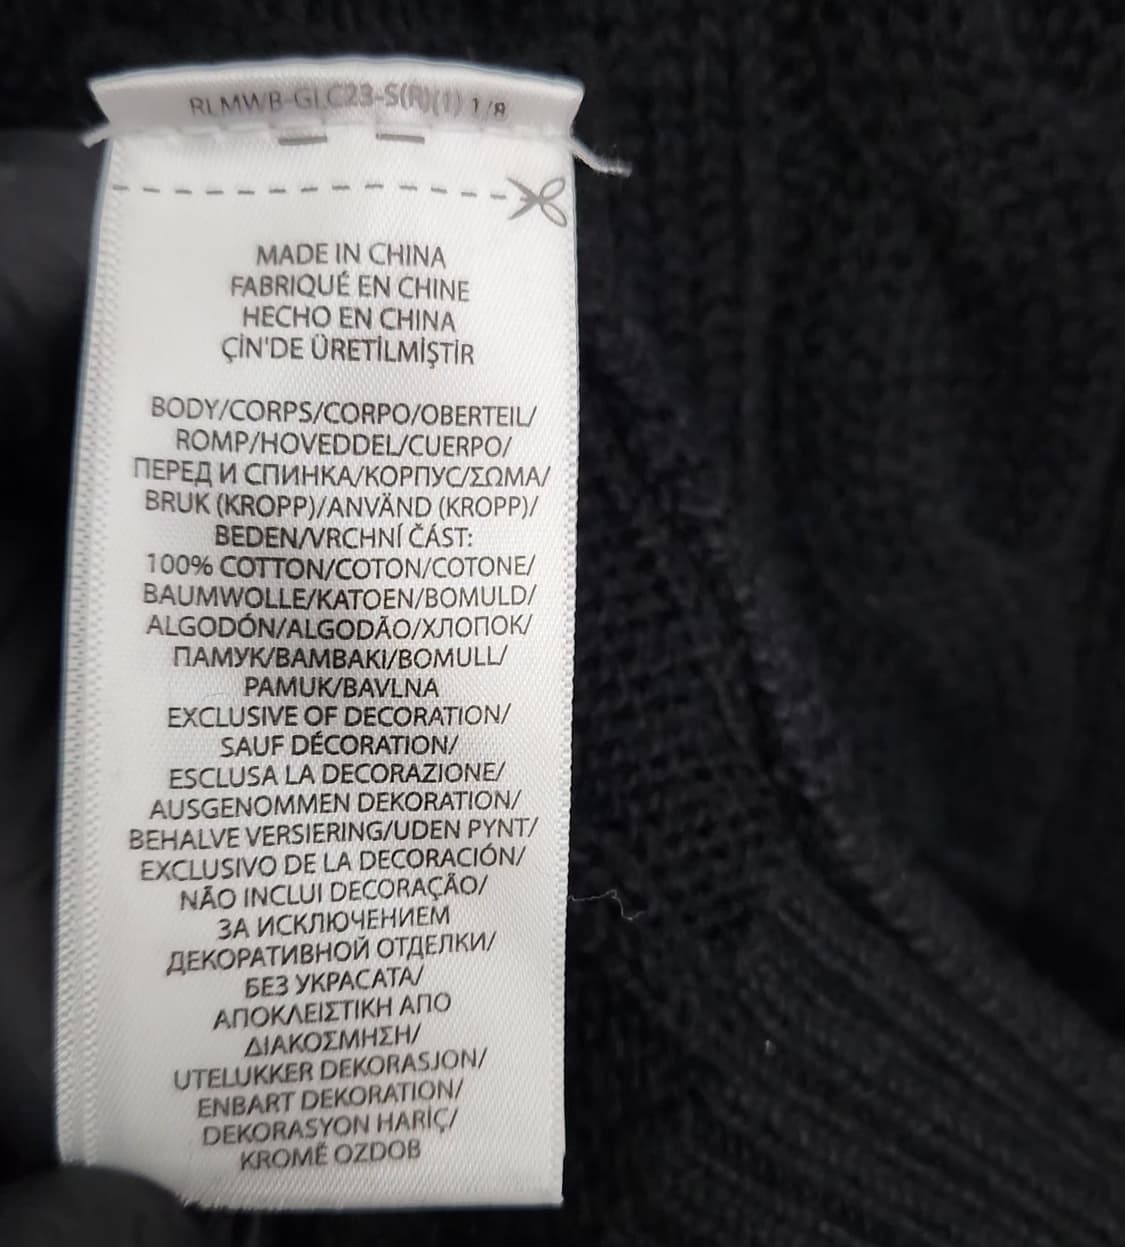 RLMWB-GLC23-S(R)(1) 1/8
MADE IN CHINA
FABRIQUÉ EN CHINE
HECHO EN CHINA
ÇİN'DE ÜRETİLMİŞTİR
BODY/CORPS/CORPO/OBERTEIL/
ROMP/HOVEDDEL/CUERPO/
ПЕРЕД И СПИНКА/КОРПУС/ΣΩΜΑ/
BRUK (KROPP)/ANVÄND (KROPP)/
BEDEN/VRCHNÍ ČÁST:
100% COTTON/COTON/COTONE/
BAUMWOLLE/KATOEN/BOMULD/
ALGODÓN/ALGODÃO/ХЛОПОК/
ПАМУК/ΒΑΜΒΑΚΙ/BOMULL/
PAMUK/BAVLNA
EXCLUSIVE OF DECORATION/
SAUF DÉCORATION/
ESCLUSA LA DECORAZIONE/
AUSGENOMMEN DEKORATION/
BEHALVE VERSIERING/UDEN PYNT/
EXCLUSIVO DE LA DECORACIÓN/
NÃO INCLUI DECORAÇÃO/
ЗА ИСКЛЮЧЕНИЕМ
ДЕКОРАТИВНОЙ ОТДЕЛКИ/
БЕЗ УКРАСАТА/
ΑΠΟΚΛΕΙΣΤΙΚΗ ΑΠΟ
ΔΙΑΚΟΣΜΗΣΗ/
UTELUKKER DEKORASJON/
ENBART DEKORATION/
DEKORASYON HARİÇ/
KROMĚ OZDOB